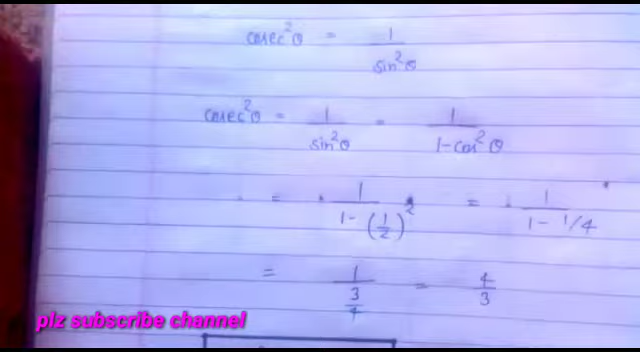 cosec²θ = 1/sin²θ
cosec²θ = 1/sin²θ = 1/1-cos²θ
= 1/1-(1/2)² = 1/1-1/4
= 1/(3/4) = 4/3
plz subscribe channel